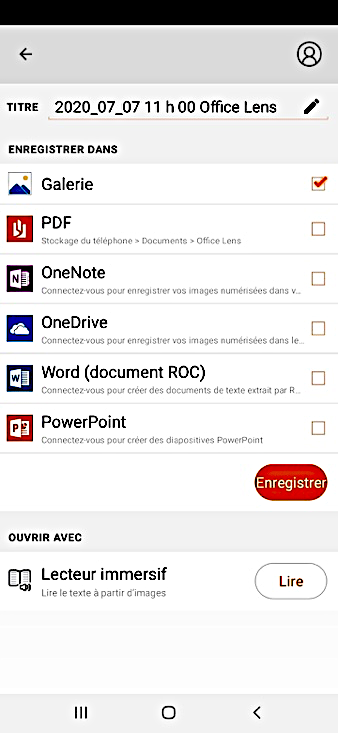 TITRE 2020_07_07 11 h 00 Office Lens
ENREGISTRER DANS
Galerie
PDF
Stockage du téléphone > Documents > Office Lens
OneNote
Connectez-vous pour enregistrer vos images numérisées dans v...
OneDrive
Connectez-vous pour enregistrer vos images numérisées dans le...
Word (document ROC)
Connectez-vous pour créer des documents de texte extrait par R...
PowerPoint
Connectez-vous pour créer des diapositives PowerPoint
Enregistrer
OUVRIR AVEC
Lecteur immersif
Lire le texte à partir d'images
Lire